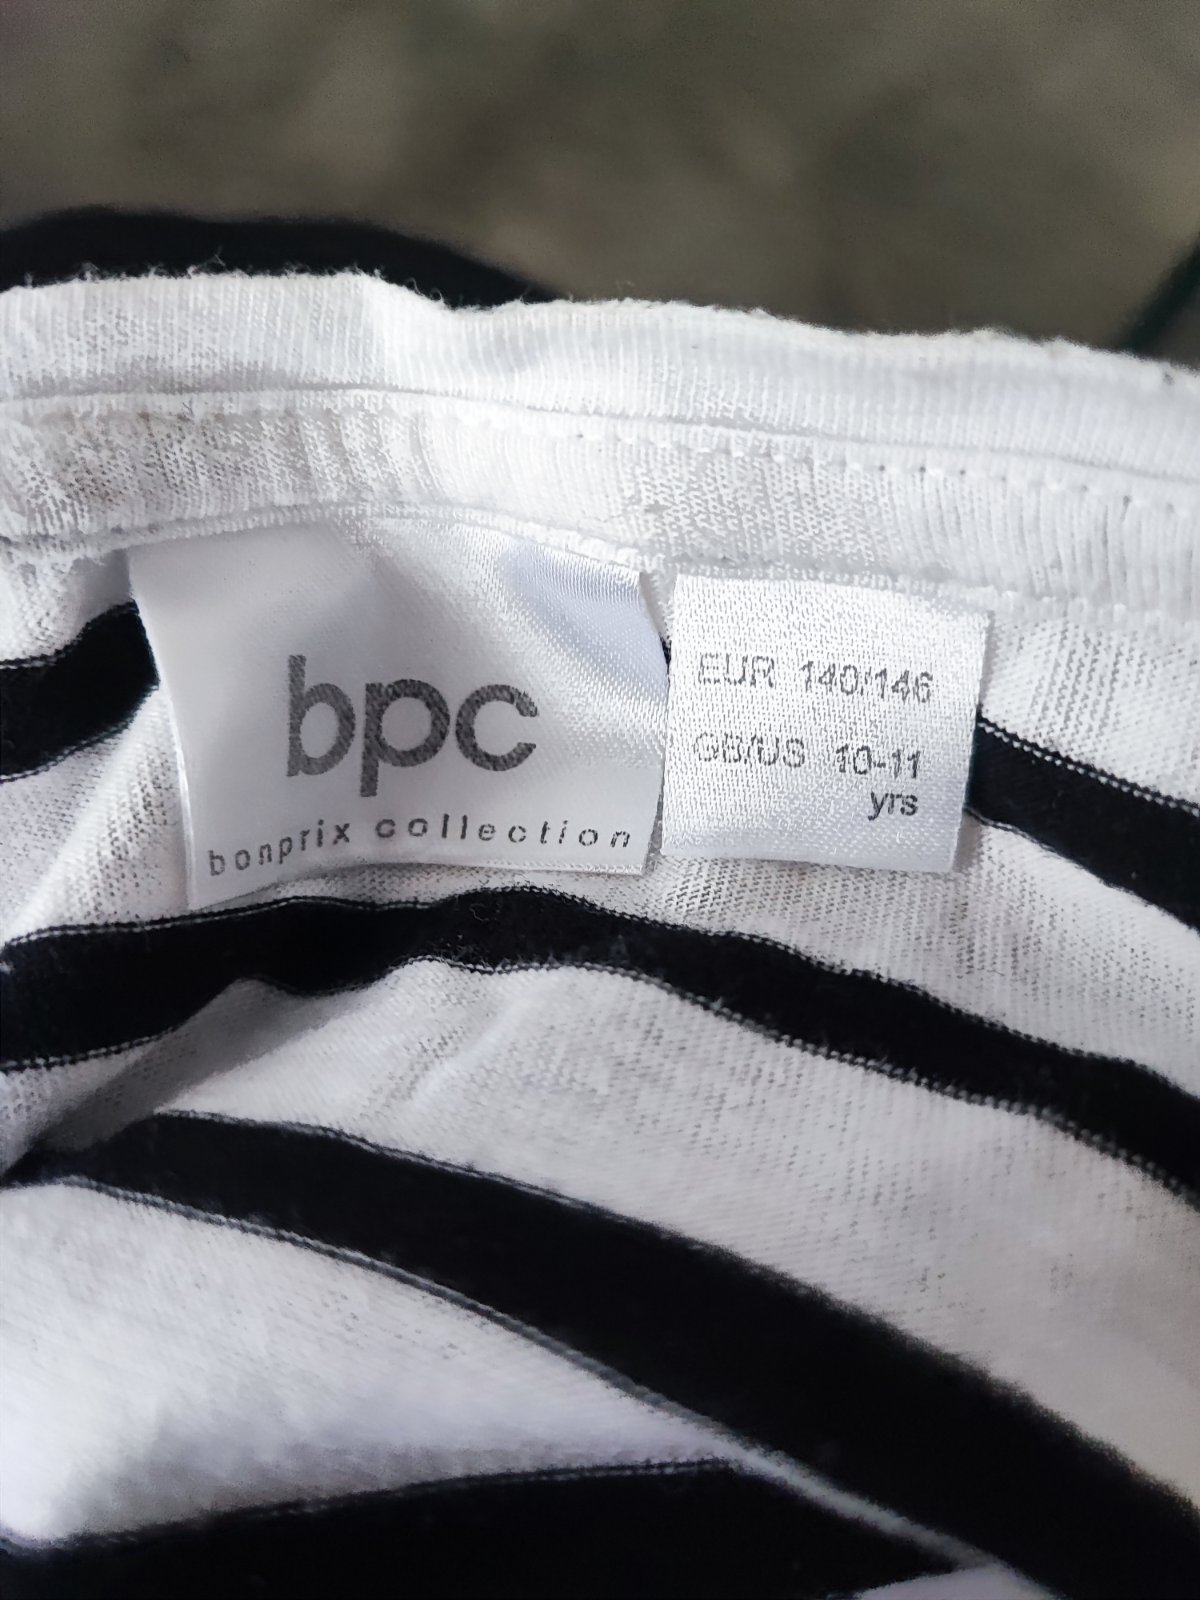 bpc
bonprix collection
EUR 140/146
GB/US 10-11
yrs